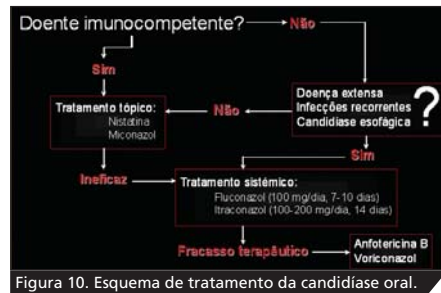 Doente imunocompetente?
Não
Sim
Doença extensa
Infecções recorrentes
Candidíase esofágica
?
Tratamento tópico:
Nistatina
Miconazol
Não
Sim
Ineficaz
Tratamento sistémico:
Fluconazol (100 mg/dia, 7-10 dias)
Itraconazol (100-200 mg/dia, 14 dias)
Fracasso terapêutico
Anfotericina B
Voriconazol
Figura 10. Esquema de tratamento da candidíase oral.